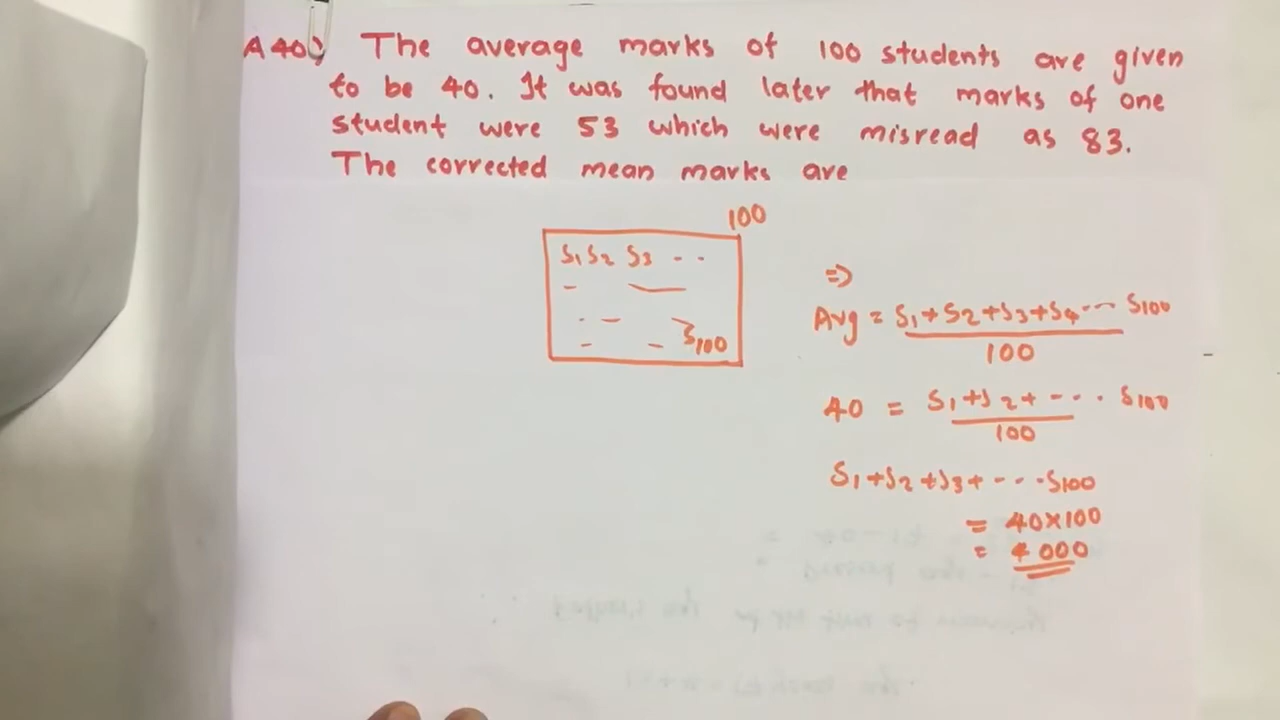 A40) The average marks of 100 students are given
to be 40. It was found later that marks of one
student were 53 which were misread as 83.
The corrected mean marks are
100
S1 S2 S3 ..
S100
=>
Avg = S1+S2+S3+S4.... S100
100
40 = S1+S2+ .... S100
100
S1+S2+S3+ ....S100
= 40×100
= 4000